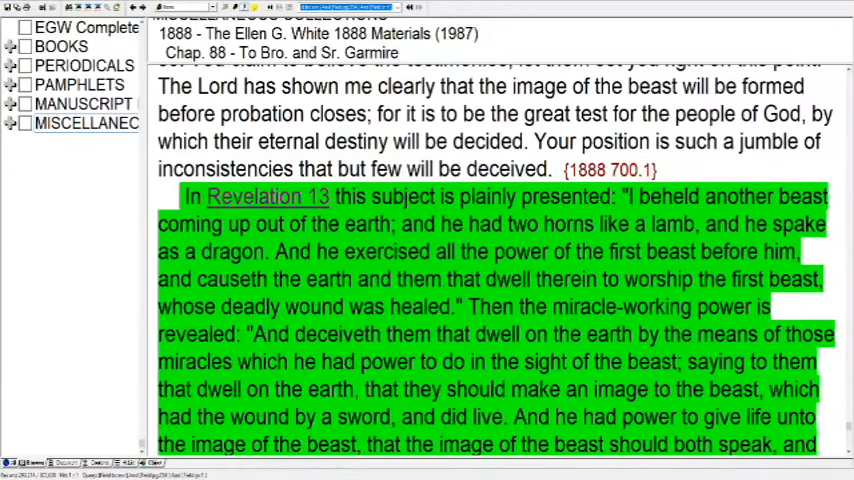 MISCELLANEOUS COLLECTIONS
EGW Complete
1888 - The Ellen G. White 1888 Materials (1987)
BOOKS
Chap. 88 - To Bro. and Sr. Garmire
PERIODICALS
PAMPHLETS
MANUSCRIPT
MISCELLANEC
The Lord has shown me clearly that the image of the beast will be formed
before probation closes; for it is to be the great test for the people of God, by
which their eternal destiny will be decided. Your position is such a jumble of
inconsistencies that but few will be deceived. {1888 700.1}
In Revelation 13 this subject is plainly presented: "I beheld another beast
coming up out of the earth; and he had two horns like a lamb, and he spake
as a dragon. And he exercised all the power of the first beast before him,
and causeth the earth and them that dwell therein to worship the first beast,
whose deadly wound was healed." Then the miracle-working power is
revealed: "And deceiveth them that dwell on the earth by the means of those
miracles which he had power to do in the sight of the beast; saying to them
that dwell on the earth, that they should make an image to the beast, which
had the wound by a sword, and did live. And he had power to give life unto
the image of the beast, that the image of the beast should both speak, and